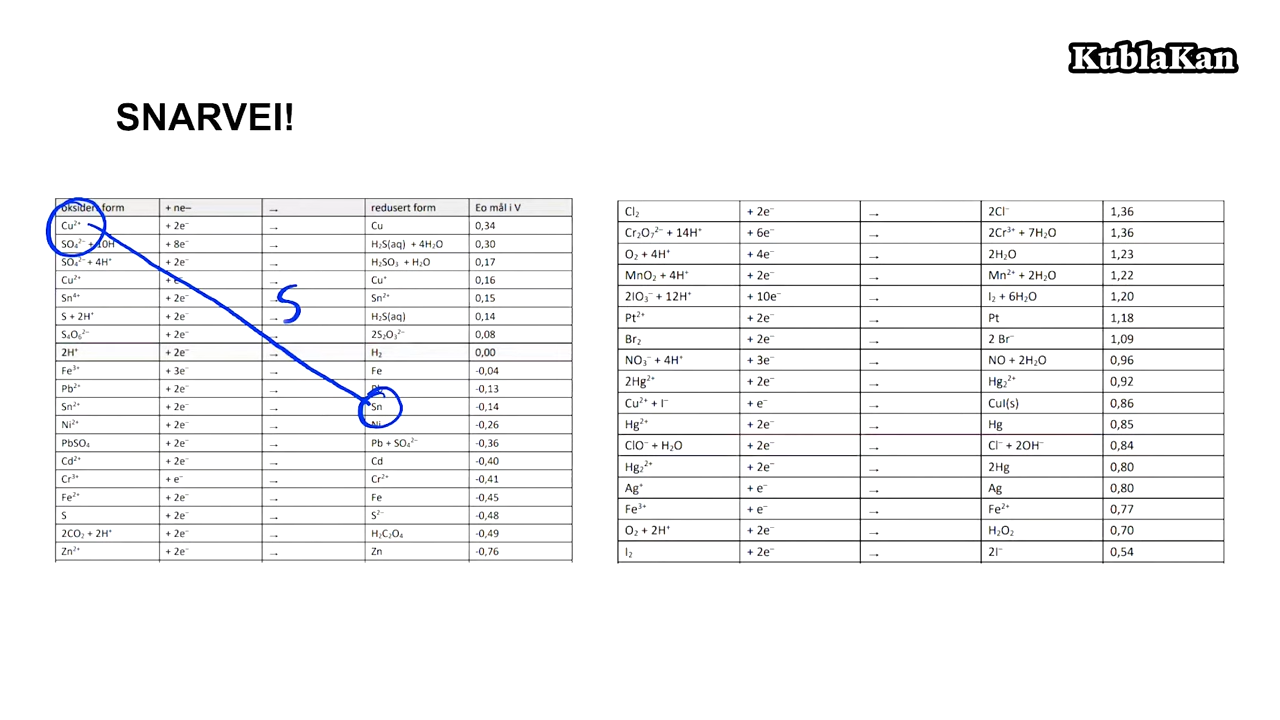 KublaKan
SNARVEI!
oksidert form + ne– → redusert form Eo mål i V
Cu²⁺ + 2e⁻ → Cu 0,34
SO₄²⁻ + 10H⁺ + 8e⁻ → H₂S(aq) + 4H₂O 0,30
SO₄²⁻ + 4H⁺ + 2e⁻ → H₂SO₃ + H₂O 0,17
Cu²⁺ + e⁻ → Cu⁺ 0,16
Sn⁴⁺ + 2e⁻ → Sn²⁺ 0,15
S
S + 2H⁺ + 2e⁻ → H₂S(aq) 0,14
S₄O₆²⁻ + 2e⁻ → 2S₂O₃²⁻ 0,08
2H⁺ + 2e⁻ → H₂ 0,00
Fe³⁺ + 3e⁻ → Fe -0,04
Pb²⁺ + 2e⁻ → Pb -0,13
Sn²⁺ + 2e⁻ → Sn -0,14
Ni²⁺ + 2e⁻ → Ni -0,26
PbSO₄ + 2e⁻ → Pb + SO₄²⁻ -0,36
Cd²⁺ + 2e⁻ → Cd -0,40
Cr³⁺ + e⁻ → Cr²⁺ -0,41
Fe²⁺ + 2e⁻ → Fe -0,45
S + 2e⁻ → S²⁻ -0,48
2CO₂ + 2H⁺ + 2e⁻ → H₂C₂O₄ -0,49
Zn²⁺ + 2e⁻ → Zn -0,76
Cl₂ + 2e⁻ → 2Cl⁻ 1,36
Cr₂O₇²⁻ + 14H⁺ + 6e⁻ → 2Cr³⁺ + 7H₂O 1,36
O₂ + 4H⁺ + 4e⁻ → 2H₂O 1,23
MnO₂ + 4H⁺ + 2e⁻ → Mn²⁺ + 2H₂O 1,22
2IO₃⁻ + 12H⁺ + 10e⁻ → I₂ + 6H₂O 1,20
Pt²⁺ + 2e⁻ → Pt 1,18
Br₂ + 2e⁻ → 2 Br⁻ 1,09
NO₃⁻ + 4H⁺ + 3e⁻ → NO + 2H₂O 0,96
2Hg²⁺ + 2e⁻ → Hg₂²⁺ 0,92
Cu²⁺ + I⁻ + e⁻ → CuI(s) 0,86
Hg²⁺ + 2e⁻ → Hg 0,85
ClO⁻ + H₂O + 2e⁻ → Cl⁻ + 2OH⁻ 0,84
Hg₂²⁺ + 2e⁻ → 2Hg 0,80
Ag⁺ + e⁻ → Ag 0,80
Fe³⁺ + e⁻ → Fe²⁺ 0,77
O₂ + 2H⁺ + 2e⁻ → H₂O₂ 0,70
I₂ + 2e⁻ → 2I⁻ 0,54